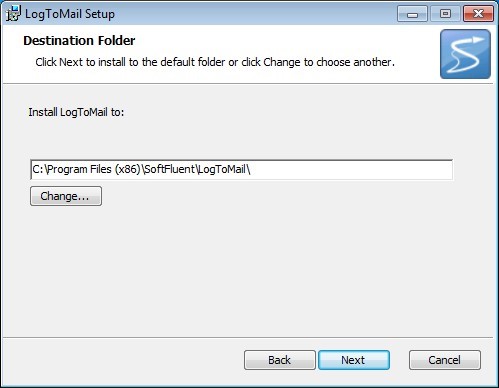 LogToMail Setup
Destination Folder
Click Next to install to the default folder or click Change to choose another.
Install LogToMail to:
C:\Program Files (x86)\SoftFluent\LogToMail\
Change...
Back Next Cancel